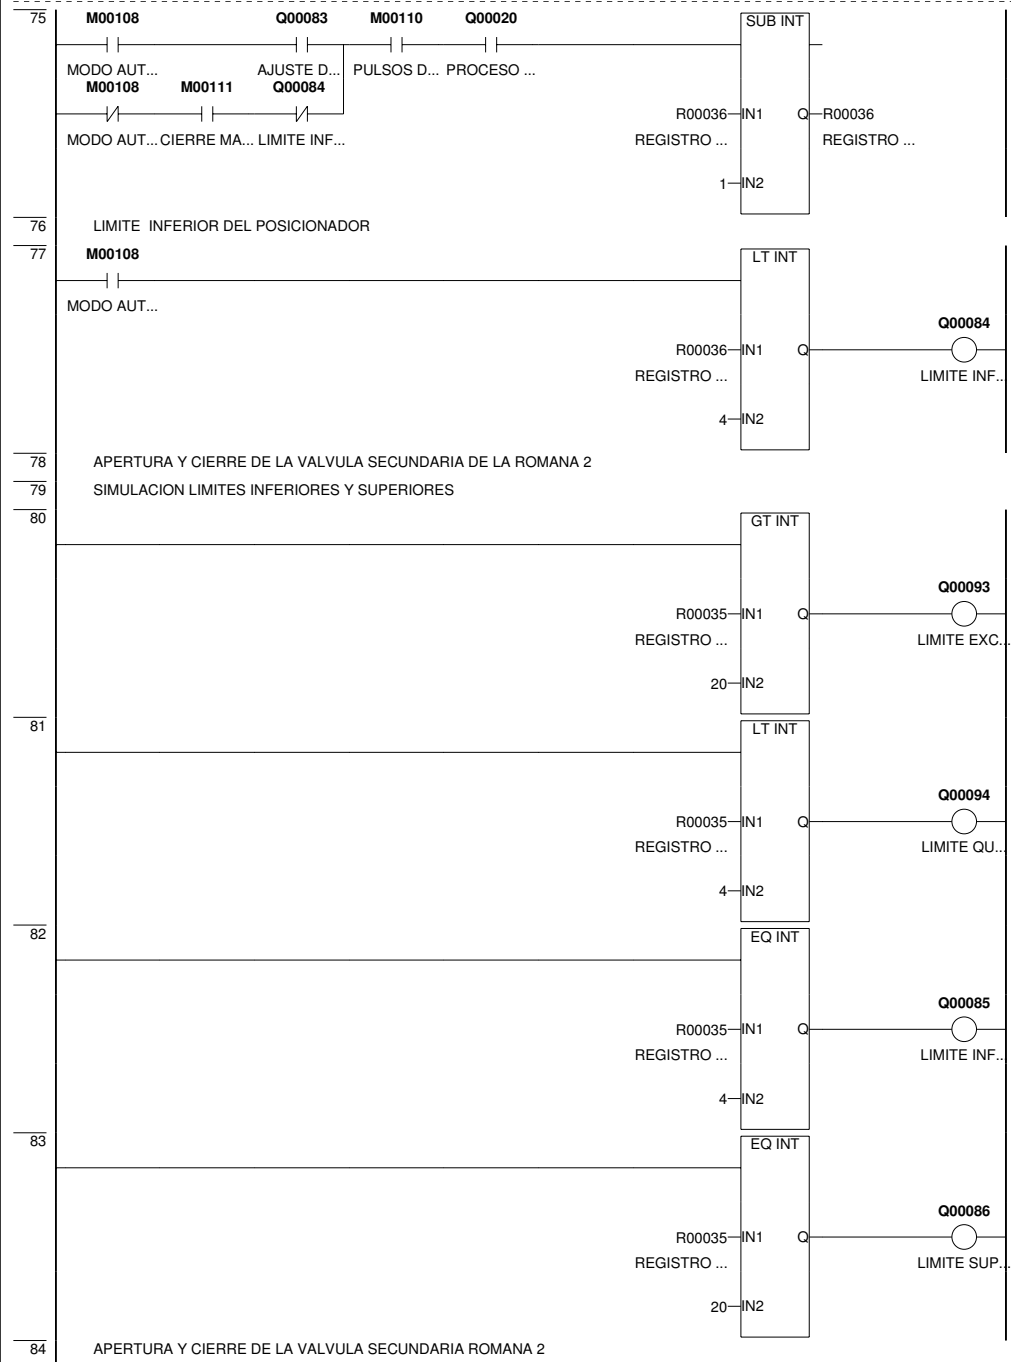 75
M00108 Q00083 M00110 Q00020 SUB INT
MODO AUT... AJUSTE D... PULSOS D... PROCESO ...
M00108 M00111 Q00084
R00036 IN1 Q R00036
MODO AUT... CIERRE MA... LIMITE INF... REGISTRO ... REGISTRO ...
1 IN2
76 LIMITE INFERIOR DEL POSICIONADOR
77 M00108 LT INT
MODO AUT...
Q00084
R00036 IN1 Q
REGISTRO ... LIMITE INF...
4 IN2
78 APERTURA Y CIERRE DE LA VALVULA SECUNDARIA DE LA ROMANA 2
79 SIMULACION LIMITES INFERIORES Y SUPERIORES
80 GT INT
Q00093
R00035 IN1 Q
REGISTRO ... LIMITE EXC...
20 IN2
81 LT INT
Q00094
R00035 IN1 Q
REGISTRO ... LIMITE QU...
4 IN2
82 EQ INT
Q00085
R00035 IN1 Q
REGISTRO ... LIMITE INF...
4 IN2
83 EQ INT
Q00086
R00035 IN1 Q
REGISTRO ... LIMITE SUP...
20 IN2
84 APERTURA Y CIERRE DE LA VALVULA SECUNDARIA ROMANA 2